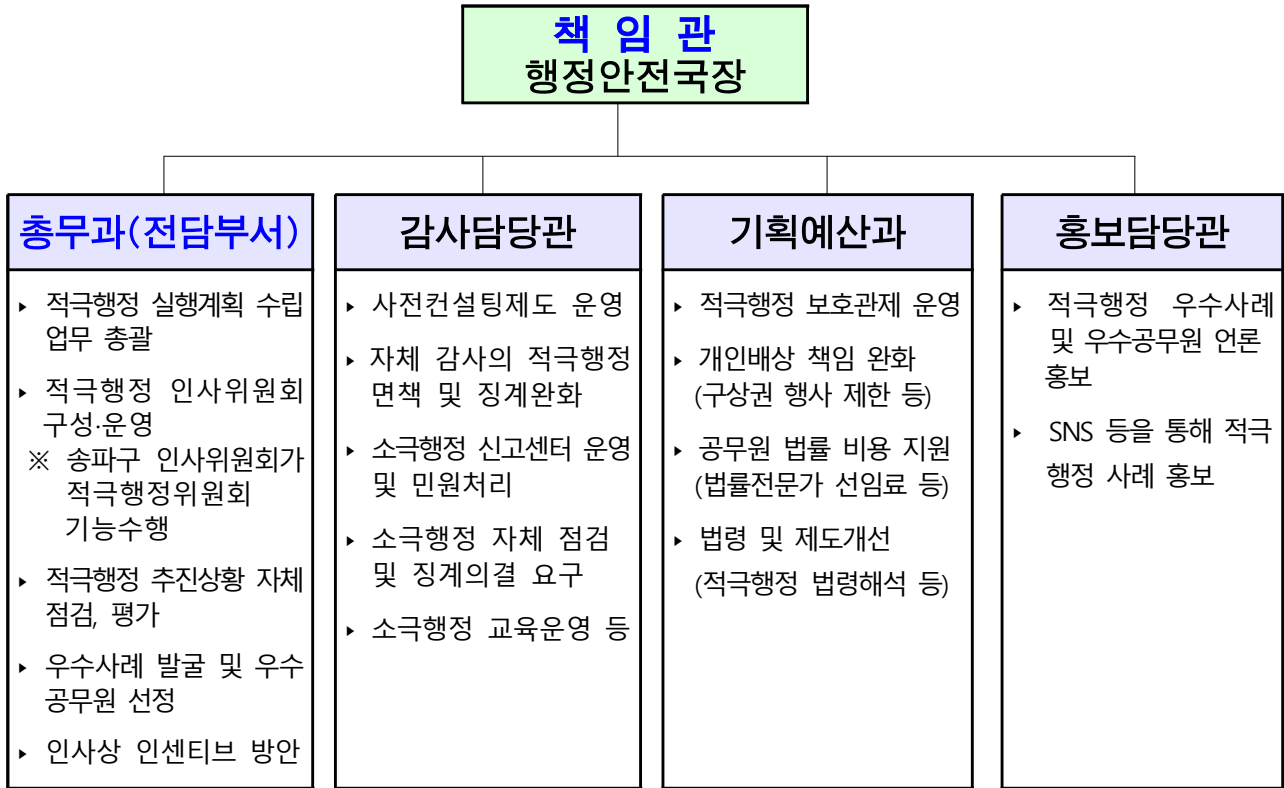 책 임 관
행정안전국장
총무과(전담부서)
▸ 적극행정 실행계획 수립
업무 총괄
▸ 적극행정 인사위원회
구성·운영
※ 송파구 인사위원회가
적극행정위원회
기능수행
▸ 적극행정 추진상황 자체
점검, 평가
▸ 우수사례 발굴 및 우수
공무원 선정
▸ 인사상 인센티브 방안
감사담당관
▸ 사전컨설팅제도 운영
▸ 자체 감사의 적극행정
면책 및 징계완화
▸ 소극행정 신고센터 운영
및 민원처리
▸ 소극행정 자체 점검
및 징계의결 요구
▸ 소극행정 교육운영 등
기획예산과
▸ 적극행정 보호관제 운영
▸ 개인배상 책임 완화
(구상권 행사 제한 등)
▸ 공무원 법률 비용 지원
(법률전문가 선임료 등)
▸ 법령 및 제도개선
(적극행정 법령해석 등)
홍보담당관
▸ 적극행정 우수사례
및 우수공무원 언론
홍보
▸ SNS 등을 통해 적극
행정 사례 홍보